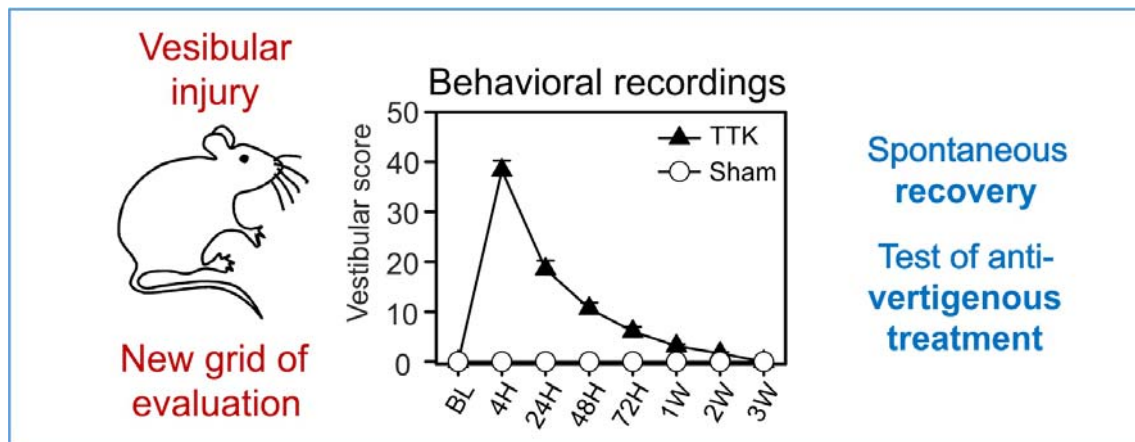 Vesibular
injury
New grid of
evaluation
Behavioral recordings
Vestibular score
50
40
30
20
10
0
TTK
Sham
BL
4H
24H
48H
72H
1W
2W
3W
Spontaneous
recovery
Test of anti-
vertigenous
treatment